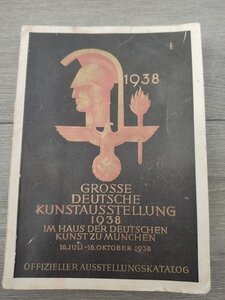 1938
GROSSE
DEUTSCHE
KUNSTAUSSTELLUNG
1938
IM HAUS DER DEUTSCHEN
KUNST ZU MÜNCHEN
10. JULI-16. OKTOBER 1938
OFFIZIELLER AUSSTELLUNGSKATALOG